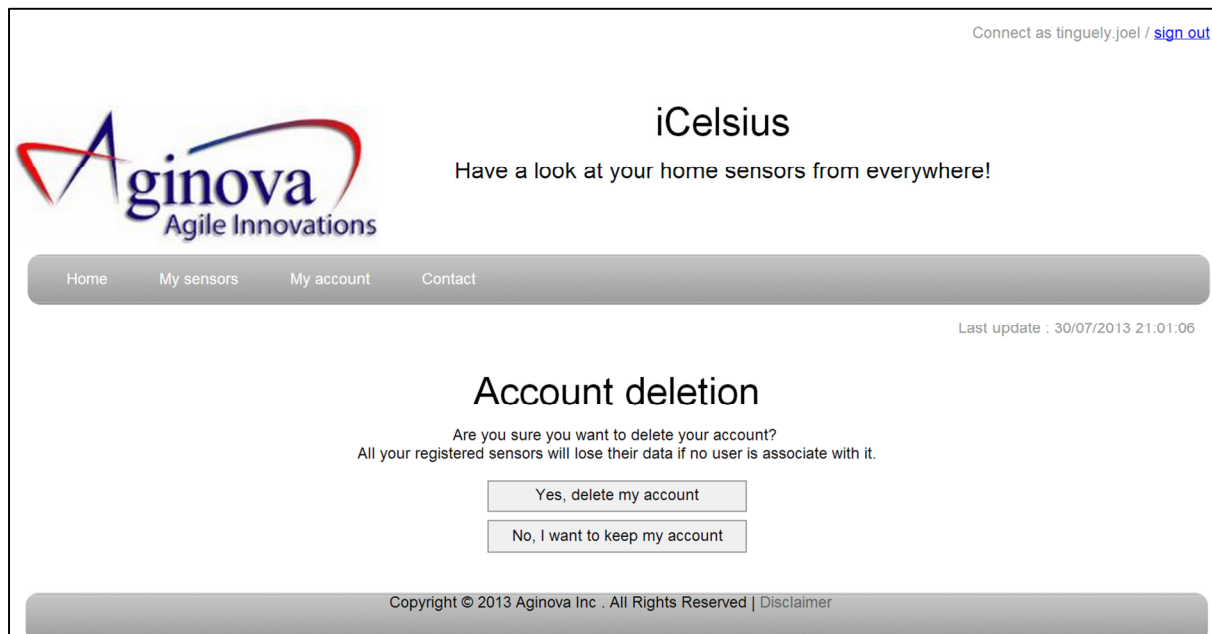 Connect as tinguely.joel / sign out
Aginova
Agile Innovations
iCelsius
Have a look at your home sensors from everywhere!
Home My sensors My account Contact
Last update : 30/07/2013 21:01:06
Account deletion
Are you sure you want to delete your account?
All your registered sensors will lose their data if no user is associate with it.
Yes, delete my account
No, I want to keep my account
Copyright © 2013 Aginova Inc . All Rights Reserved | Disclaimer